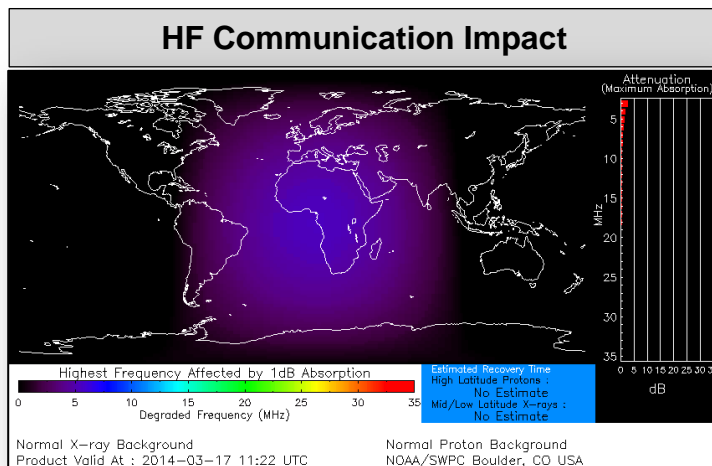 HF Communication Impact
Attenuation
(Maximum Absorption)
5
10
15
20
25
30
35
MHz
0 5 10 15 20 25 30
dB
Highest Frequency Affected by 1dB Absorption
0 5 10 15 20 25 30 35
Degraded Frequency (MHz)
Estimated Recovery Time
High Latitude Protons :
No Estimate
Mid/Low Latitude X-rays :
No Estimate
Normal X-ray Background
Product Valid At : 2014-03-17 11:22 UTC
Normal Proton Background
NOAA/SWPC Boulder, CO USA